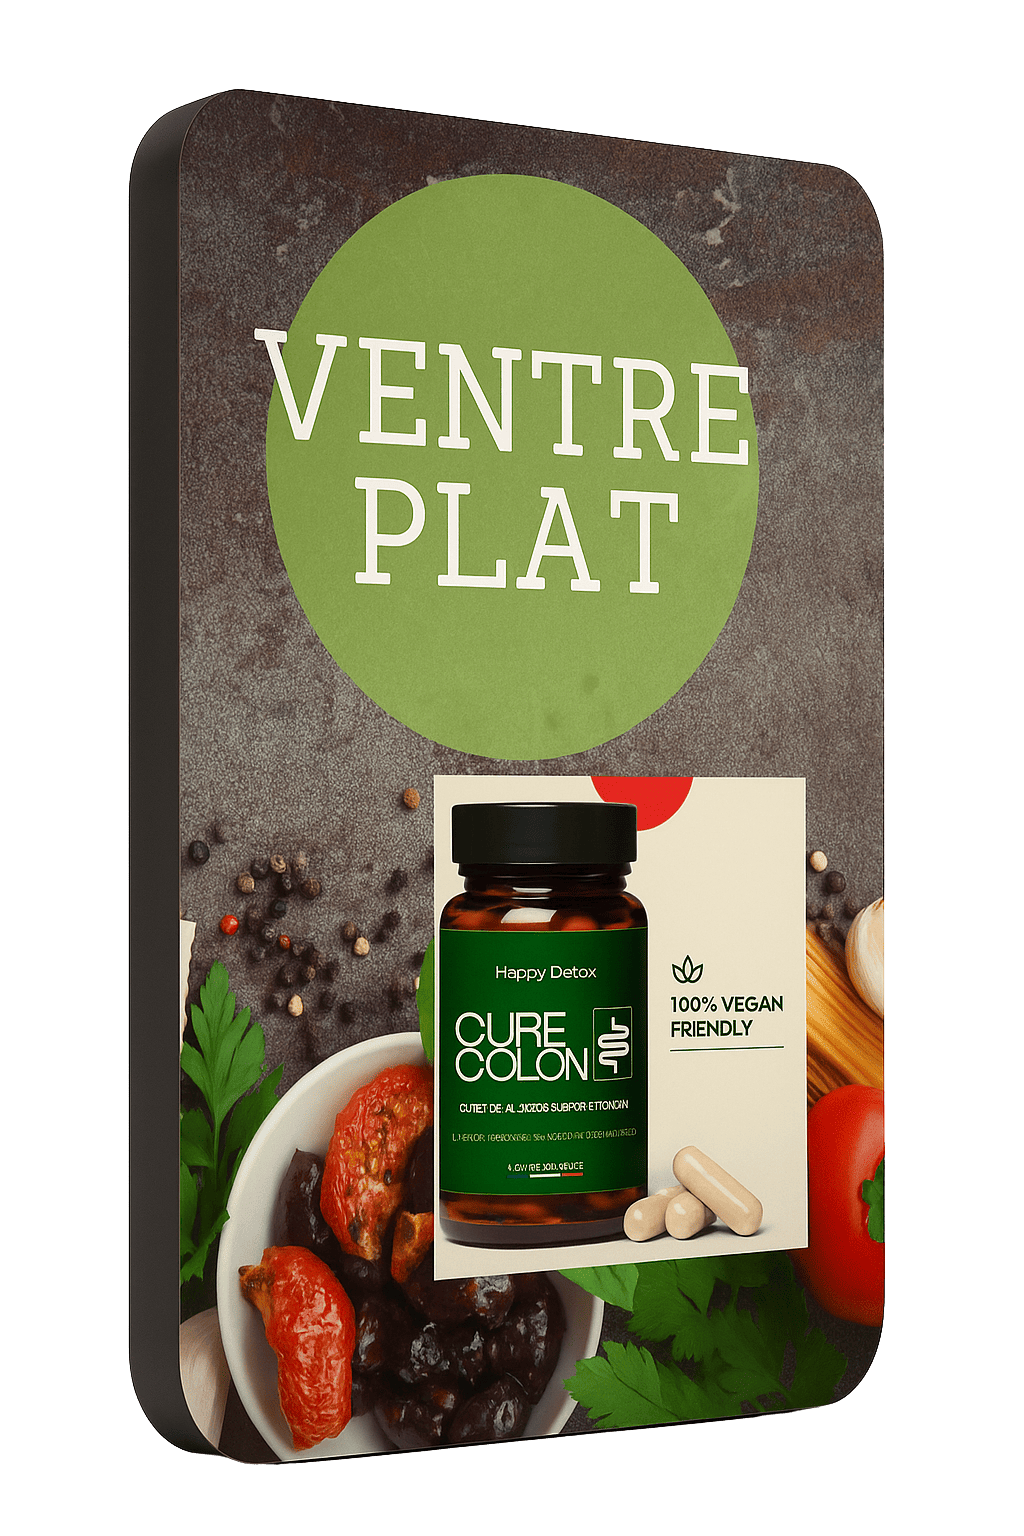 VENTRE
PLAT
Happy Detox
CURE
COLON
100% VEGAN
FRIENDLY